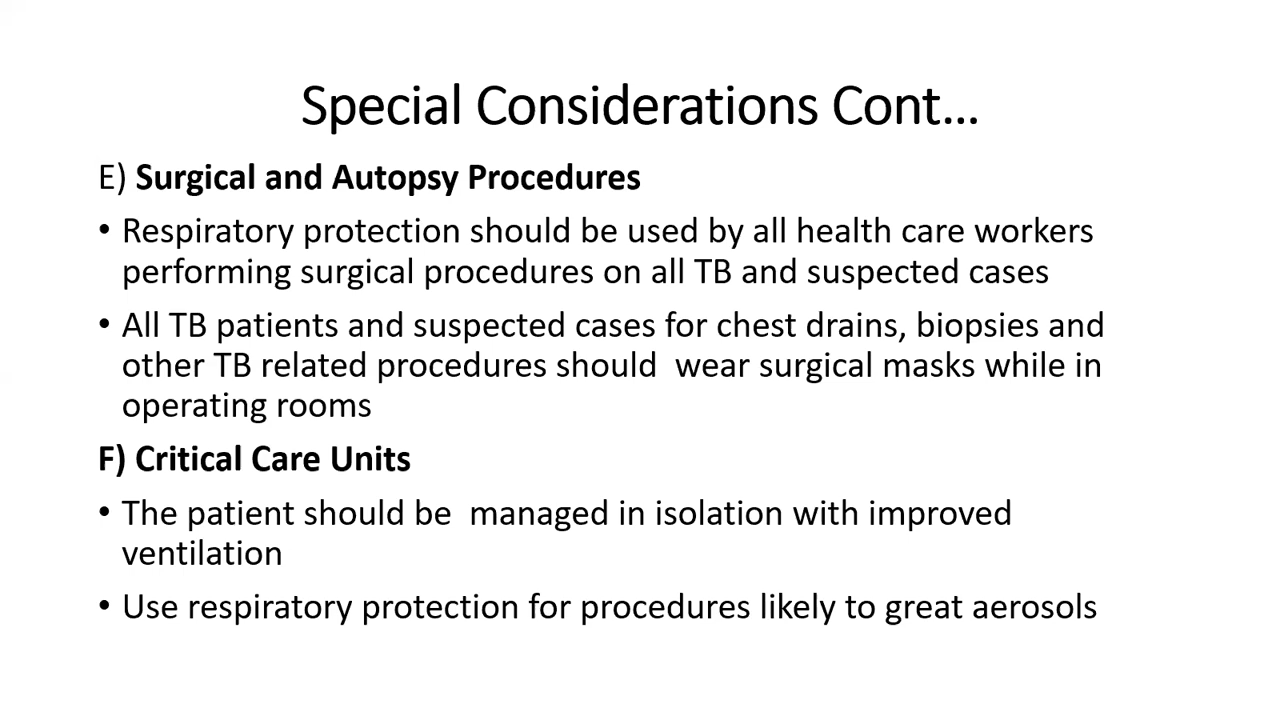 Special Considerations Cont...
E) Surgical and Autopsy Procedures
• Respiratory protection should be used by all health care workers
performing surgical procedures on all TB and suspected cases
• All TB patients and suspected cases for chest drains, biopsies and
other TB related procedures should  wear surgical masks while in
operating rooms
F) Critical Care Units
• The patient should be  managed in isolation with improved
ventilation
• Use respiratory protection for procedures likely to great aerosols